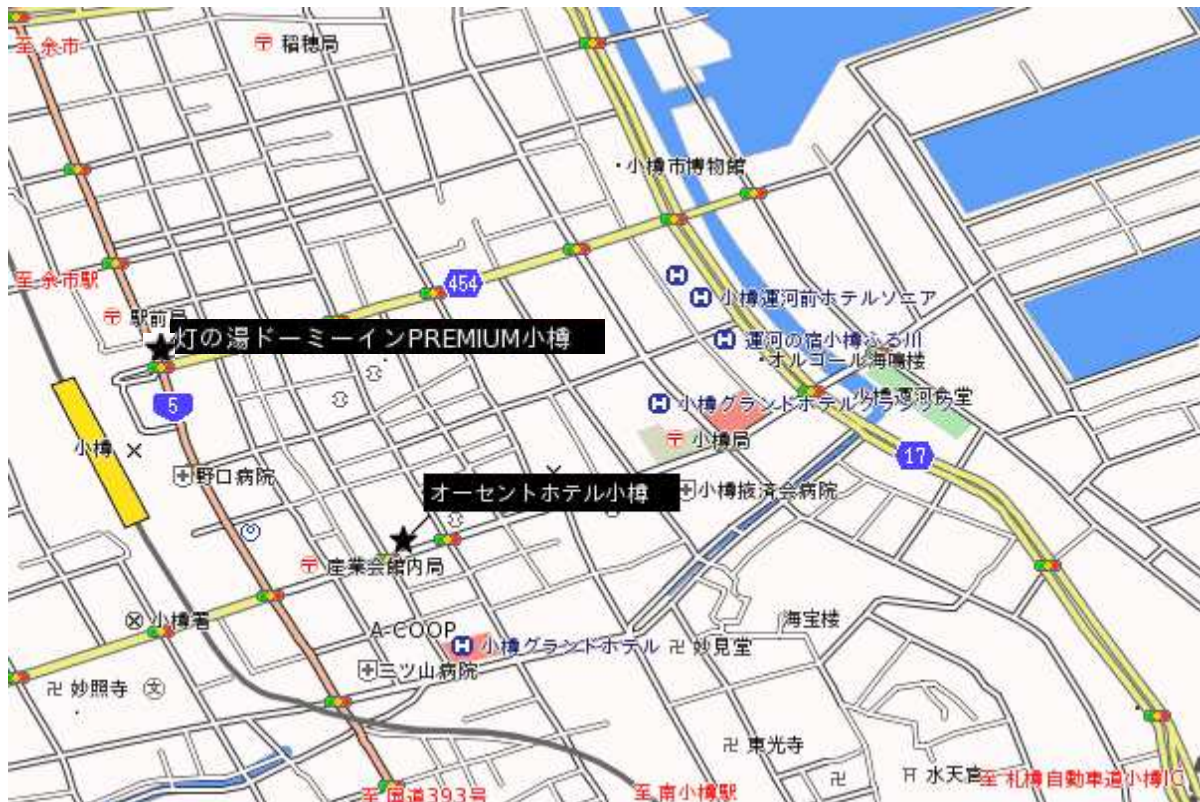 至 余市
稲穂局
小樽市博物館
至 余市駅
454
小樽運河前ホテルソニア
駅前局
灯の湯ドーミーインPREMIUM小樽
運河の宿小樽ふる川
オルゴール海鳴楼
5
小樽グランドホテルクラシック
小樽運河食堂
小樽局
小樽
17
野口病院
オーセントホテル小樽
小樽掖済会病院
産業会館内局
小樽署
海宝楼
A-COOP
小樽グランドホテル
妙見堂
三ツ山病院
妙照寺
文
東光寺
水天宮
至 札樽自動車道小樽IC
至 国道393号
至 南小樽駅